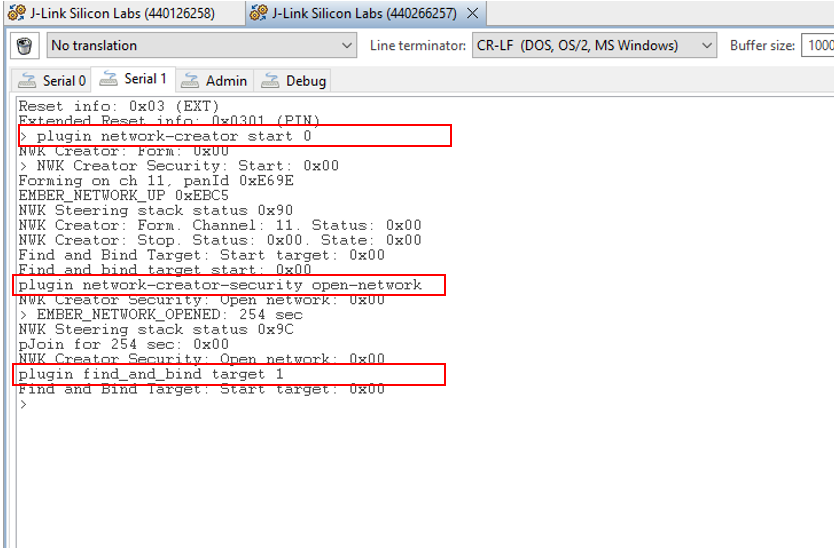 J-Link Silicon Labs (440126258) J-Link Silicon Labs (440266257)
No translation Line terminator: CR-LF (DOS, OS/2, MS Windows) Buffer size: 1000
Serial 0 Serial 1 Admin Debug
Reset info: 0x03 (EXT)
Extended Reset info: 0x0301 (PIN)
> plugin network-creator start 0
NWK Creator: Form: 0x00
> NWK Creator Security: Start: 0x00
Forming on ch 11, panId 0xE69E
EMBER_NETWORK_UP 0xEBC5
NWK Steering stack status 0x90
NWK Creator: Form. Channel: 11. Status: 0x00
NWK Creator: Stop. Status: 0x00. State: 0x00
Find and Bind Target: Start target: 0x00
Find and bind target start: 0x00
plugin network-creator-security open-network
NWK Creator Security: Open network: 0x00
> EMBER_NETWORK_OPENED: 254 sec
NWK Steering stack status 0x9C
pJoin for 254 sec: 0x00
NWK Creator Security: Open network: 0x00
plugin find_and_bind target 1
Find and Bind Target: Start target: 0x00
>